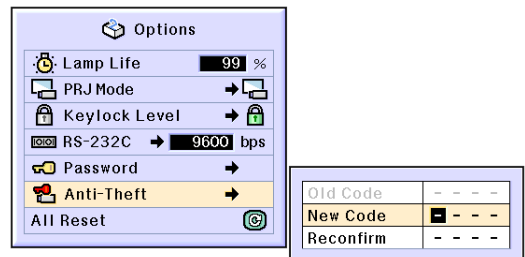 Options
Lamp Life 99 %
PRJ Mode
Keylock Level
RS-232C 9600 bps
Password
Anti-Theft
All Reset
Old Code - - - -
New Code - - - -
Reconfirm - - - -